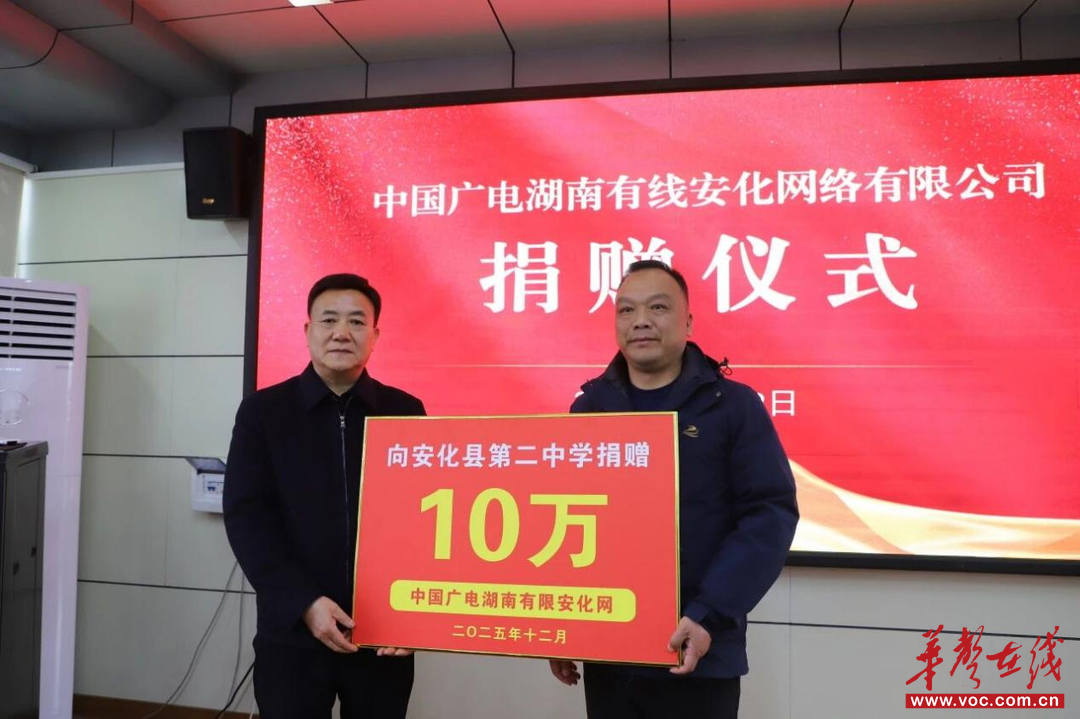 中国广电湖南有线安化网络有限公司
捐赠仪式
日
向安化县第二中学捐赠
10万
中国广电湖南有限安化网
二〇二五年十二月
华声在线
www.voc.com.cn